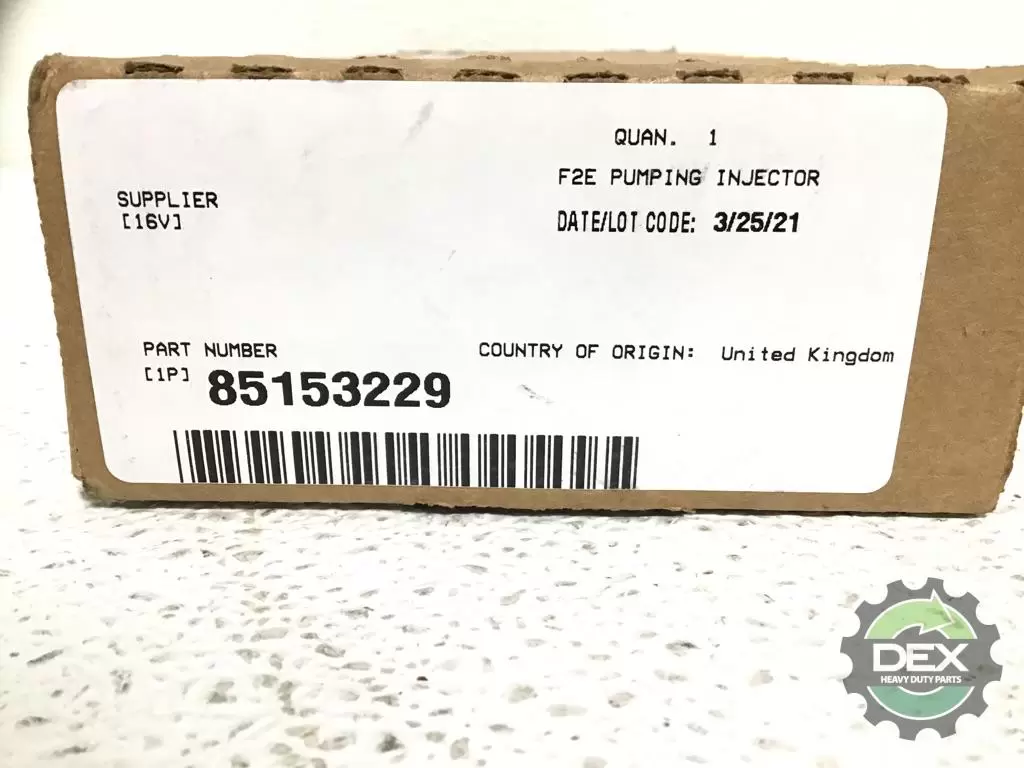 QUAN. 1
F2E PUMPING INJECTOR
SUPPLIER
[16V]
DATE/LOT CODE: 3/25/21
PART NUMBER
[1P] 85153229
COUNTRY OF ORIGIN: United Kingdom
DEX
HEAVY DUTY PARTS